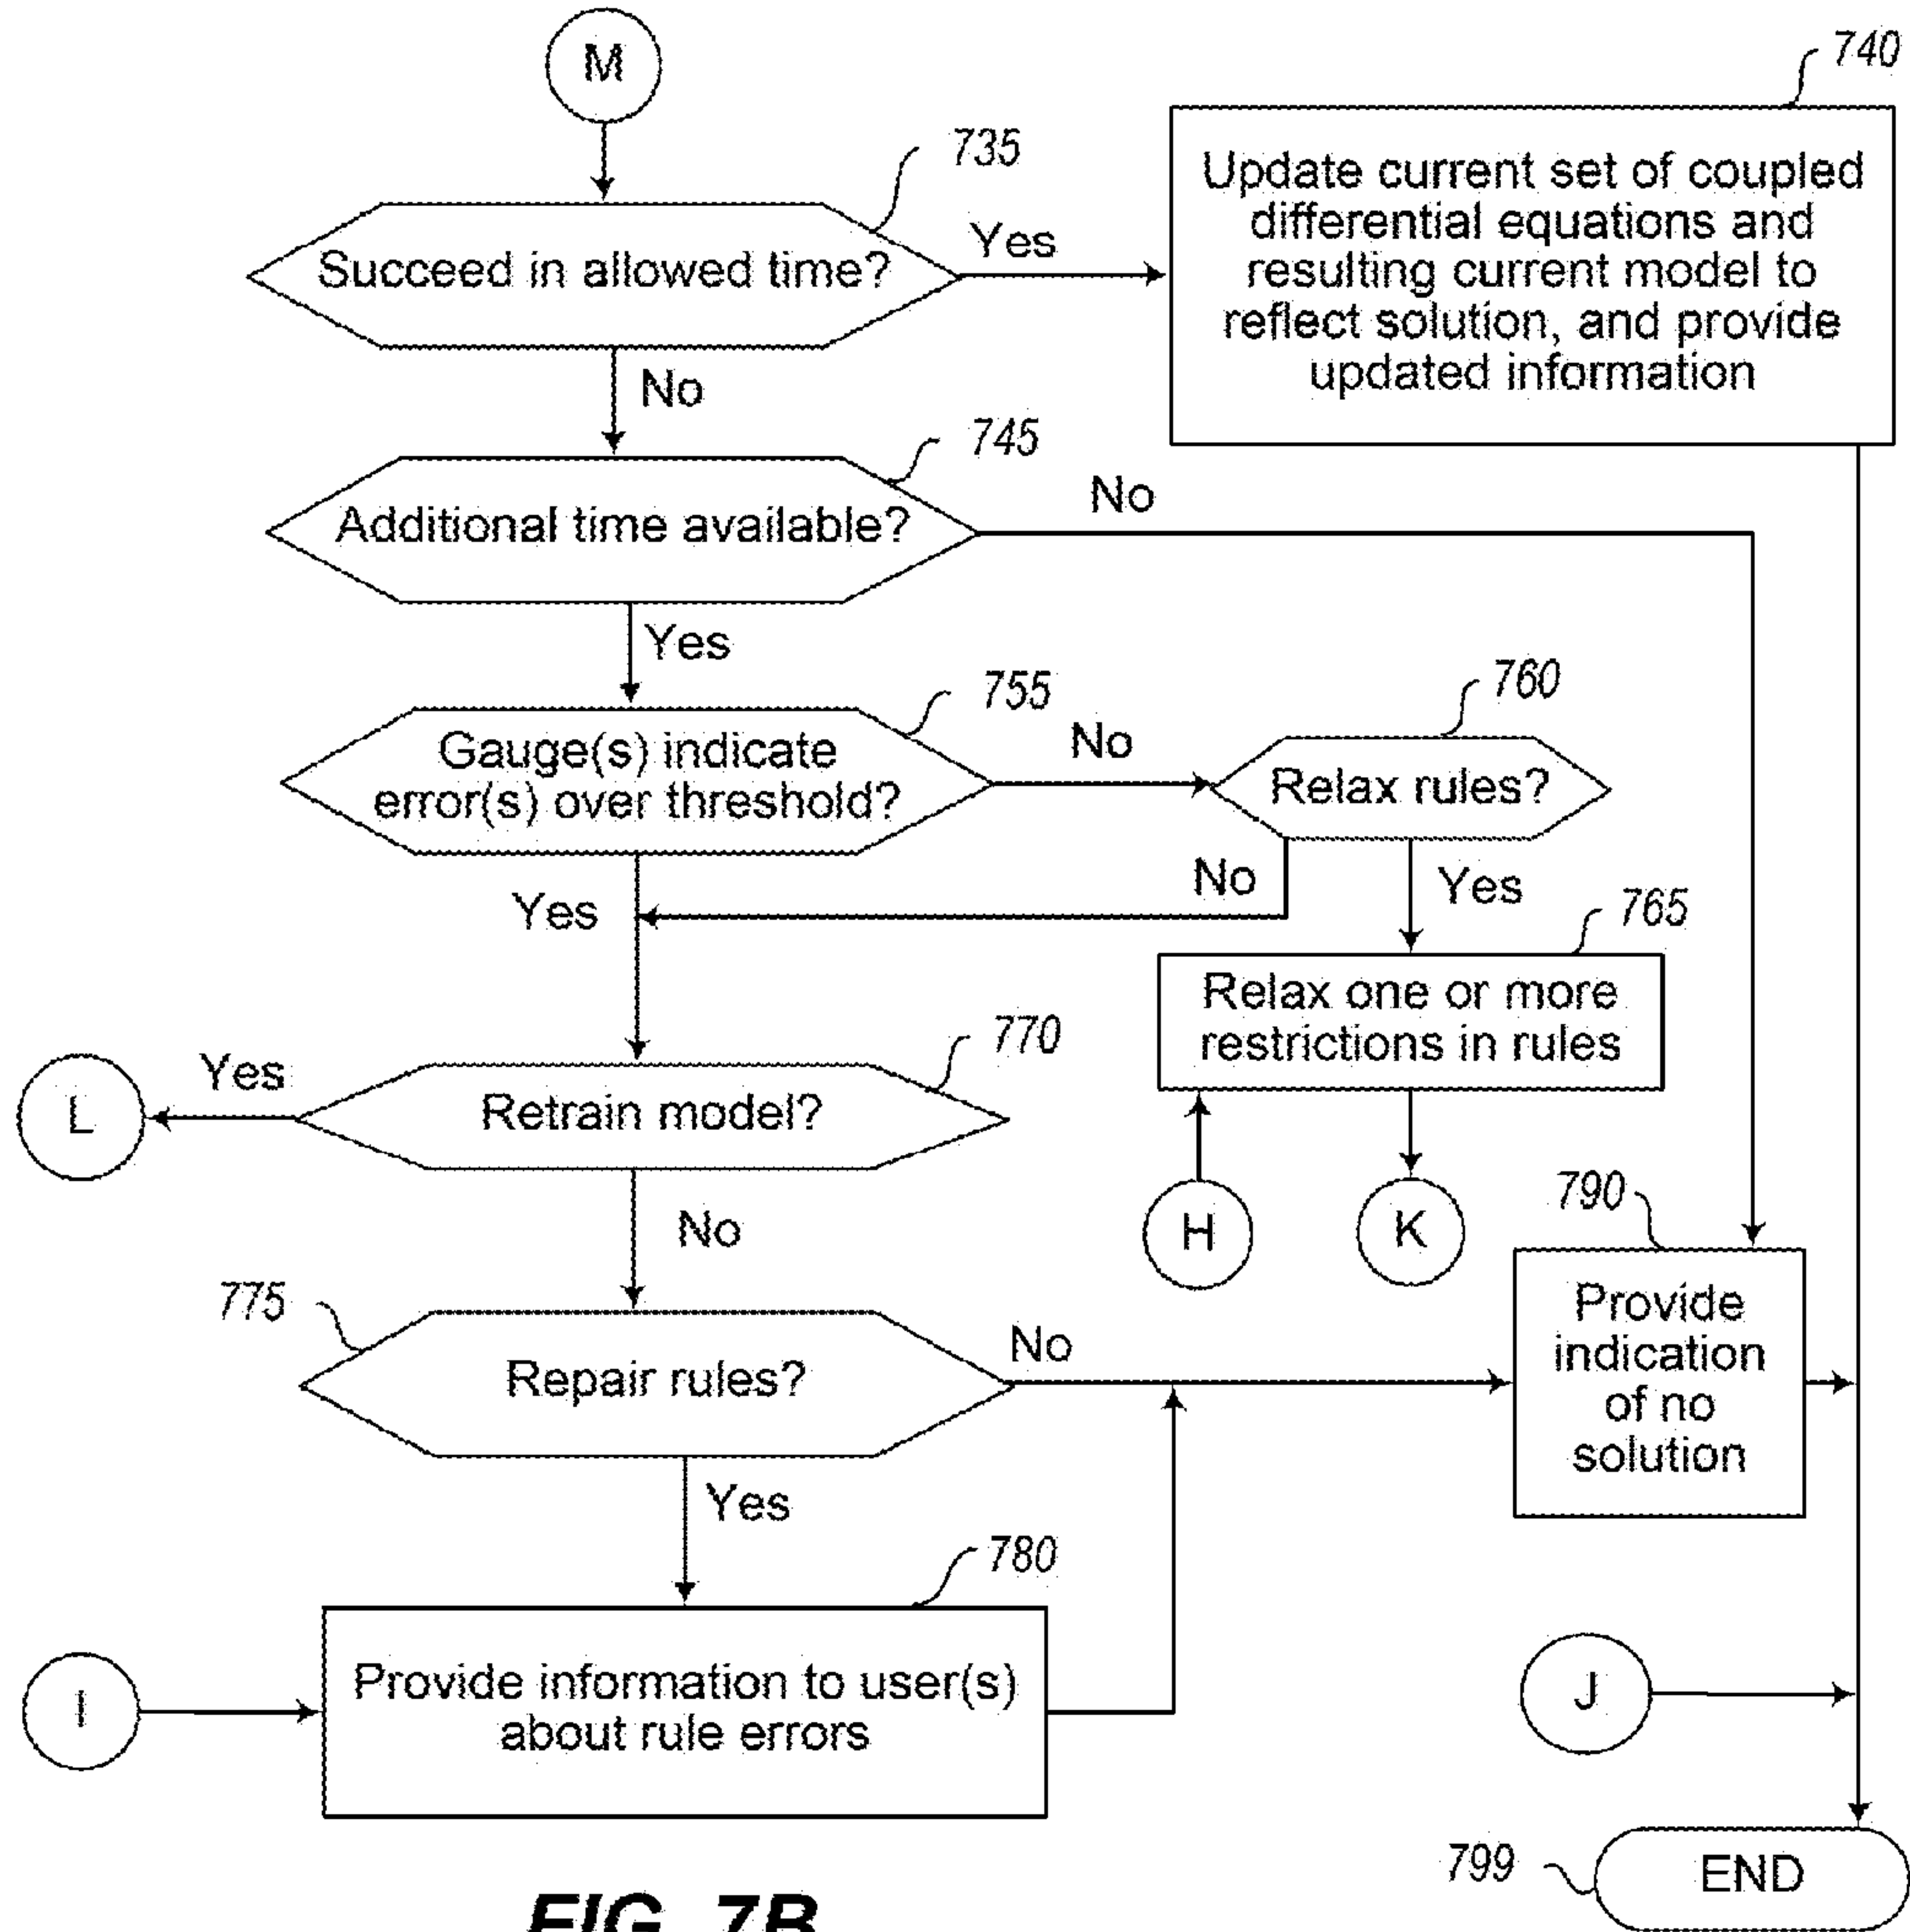 M
740
735
Update current set of coupled
differential equations and
resulting current model to
reflect solution, and provide
updated information
Succeed in allowed time?
Yes
No
745
Additional time available?
No
Yes
755
760
Gauge(s) indicate
error(s) over threshold?
No
Relax rules?
Yes
No
Yes
765
Relax one or more
restrictions in rules
770
L
Yes
Retrain model?
No
H
K
790
775
Repair rules?
No
Provide
indication
of no
solution
Yes
780
I
Provide information to user(s)
about rule errors
J
799
END
FIG. 7B